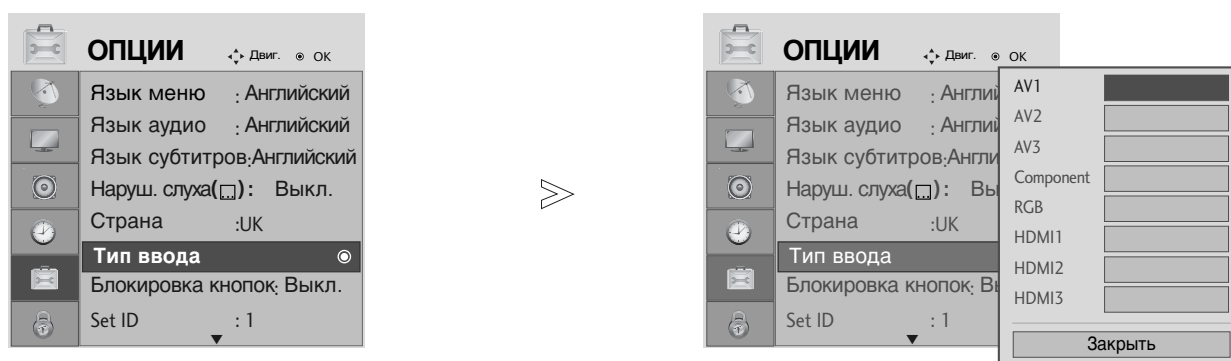 ОПЦИИ Двиг. ОК
Язык меню : Английский
Язык аудио : Английский
Язык субтитров:Английский
Наруш. слуха( ): Выкл.
Страна :UK
Тип ввода
Блокировка кнопок: Выкл.
Set ID : 1
ОПЦИИ Двиг. ОК
Язык меню : Англий
Язык аудио : Англий
Язык субтитров:Англи
Наруш. слуха( ): Вы
Страна :UK
Тип ввода
Блокировка кнопок: Вы
Set ID : 1
AV1
AV2
AV3
Component
RGB
HDMI1
HDMI2
HDMI3
Закрыть